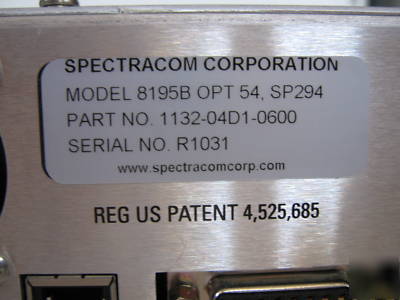 SPECTRACOM CORPORATION
MODEL 8195B OPT 54, SP294
PART NO. 1132-04D1-0600
SERIAL NO. R1031
www.spectracomcorp.com
REG US PATENT 4,525,685